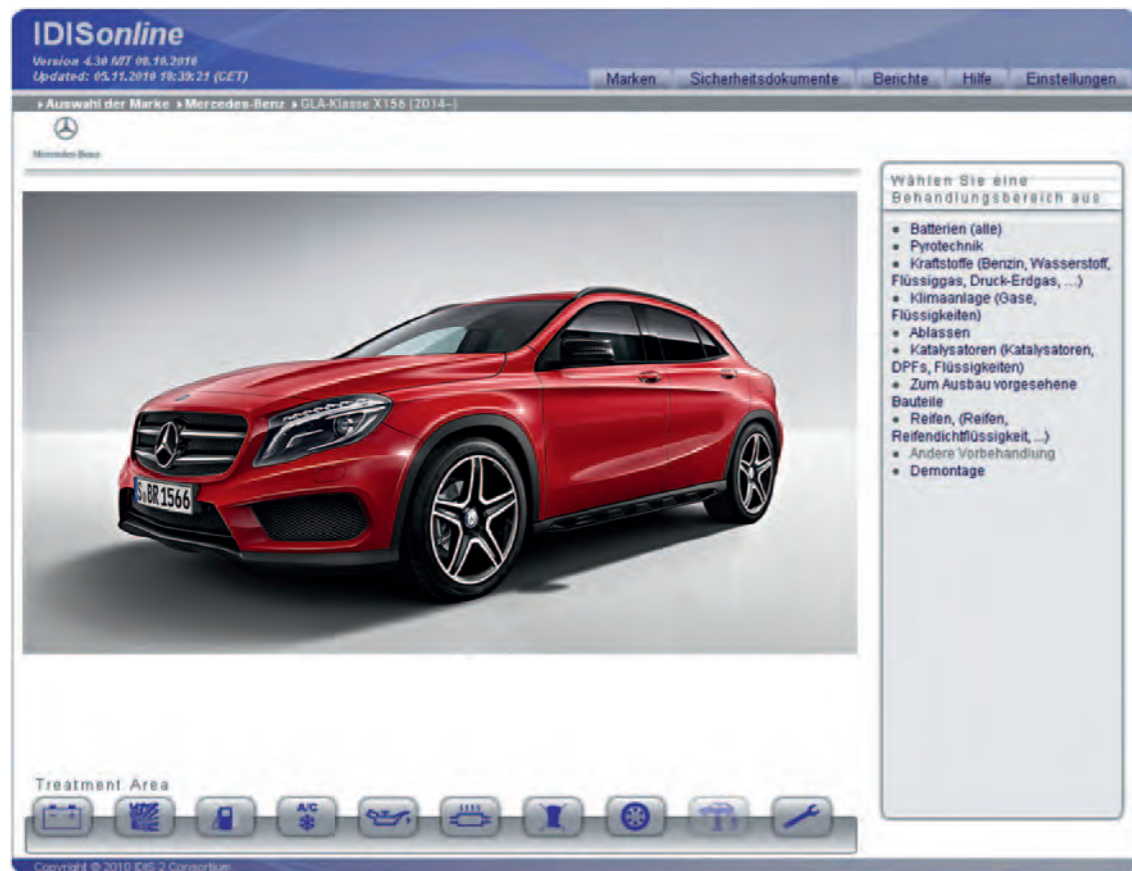 IDISonline
Version 4.30 MT 08.10.2010
Updated: 05.11.2010 18:39:21 (CET)
Marken Sicherheitsdokumente Berichte Hilfe Einstellungen
Auswahl der Marke Mercedes-Benz GLA-Klasse X156 (2014-)
Mercedes-Benz
Wählen Sie eine
Behandlungsbereich aus
Batterien (alle)
Pyrotechnik
Kraftstoffe (Benzin, Wasserstoff,
Flüssiggas, Druck-Erdgas, ...)
Klimaanlage (Gase,
Flüssigkeiten)
Ablassen
Katalysatoren (Katalysatoren,
DPFs, Flüssigkeiten)
Zum Ausbau vorgesehene
Bauteile
Reifen, (Reifen,
Reifendichtflüssigkeit, ...)
Andere Vorbehandlung
Demontage
S BR 1566
Treatment Area
A/C
Copyright © 2010 IDIS 2 Consortium